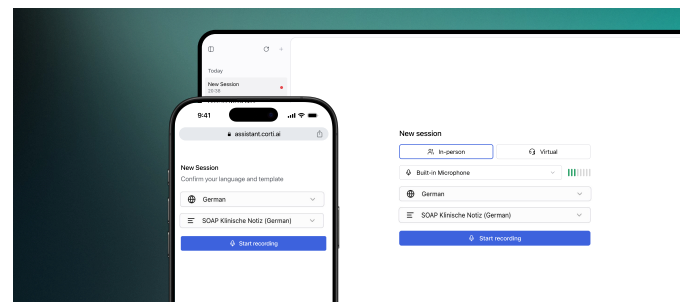 Today
New Session
20:38
9:41
assistant.corti.ai
New Session
Confirm your language and template
German
SOAP Klinische Notiz (German)
Start recording
New session
In-person
Virtual
Built-in Microphone
German
SOAP Klinische Notiz (German)
Start recording